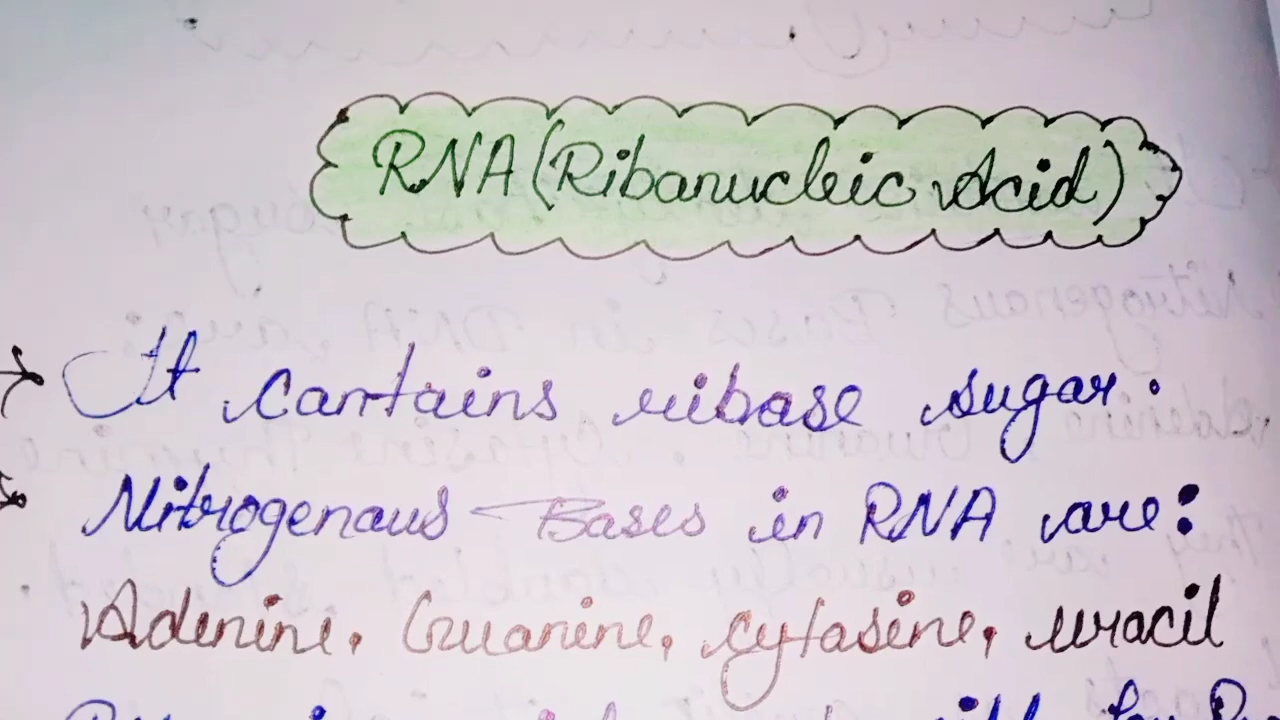 RNA (Ribonucleic Acid)
It contains ribose sugar.
Nitrogenous Bases in RNA are:
Adenine, Guanine, cytosine, uracil